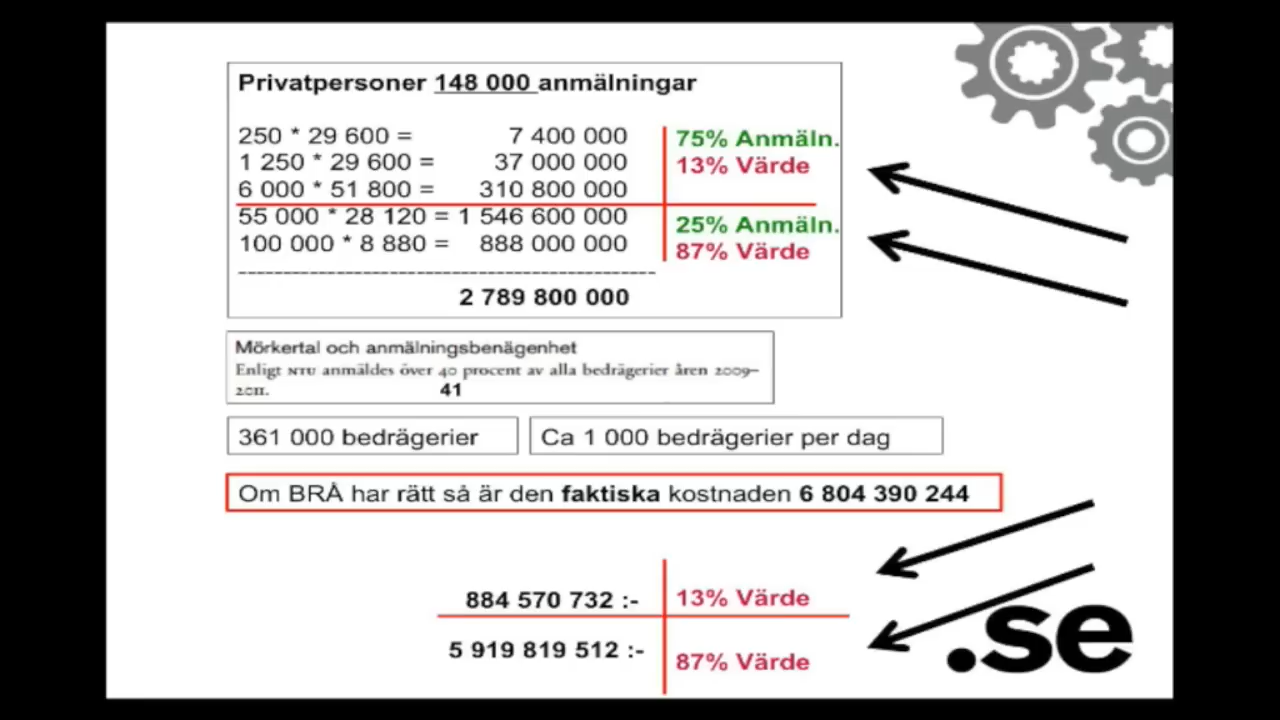 Privatpersoner 148 000 anmälningar
250 * 29 600 = 7 400 000
1 250 * 29 600 = 37 000 000
6 000 * 51 800 = 310 800 000
75% Anmäln.
13% Värde
55 000 * 28 120 = 1 546 600 000
100 000 * 8 880 = 888 000 000
25% Anmäln.
87% Värde
2 789 800 000
Mörkertal och anmälningsbenägenhet
Enligt NTU anmäldes över 40 procent av alla bedrägerier åren 2009–
2011.
41
361 000 bedrägerier
Ca 1 000 bedrägerier per dag
Om BRÅ har rätt så är den faktiska kostnaden 6 804 390 244
884 570 732 :-
13% Värde
5 919 819 512 :-
87% Värde
.se